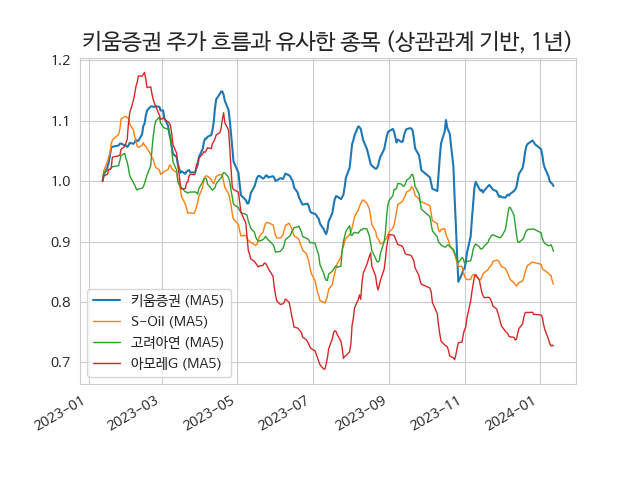 키움증권 주가 흐름과 유사한 종목 (상관관계 기반, 1년)
1.2
1.1
1.0
0.9
0.8
0.7
키움증권 (MA5)
S-Oil (MA5)
고려아연 (MA5)
아모레G (MA5)
2023-01
2023-03
2023-05
2023-07
2023-09
2023-11
2024-01